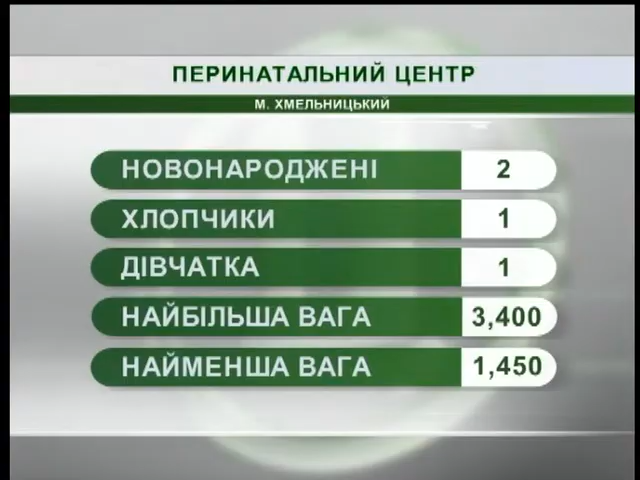 ПЕРИНАТАЛЬНИЙ ЦЕНТР
М. ХМЕЛЬНИЦЬКИЙ
НОВОНАРОДЖЕНІ 2
ХЛОПЧИКИ 1
ДІВЧАТКА 1
НАЙБІЛЬША ВАГА 3,400
НАЙМЕНША ВАГА 1,450